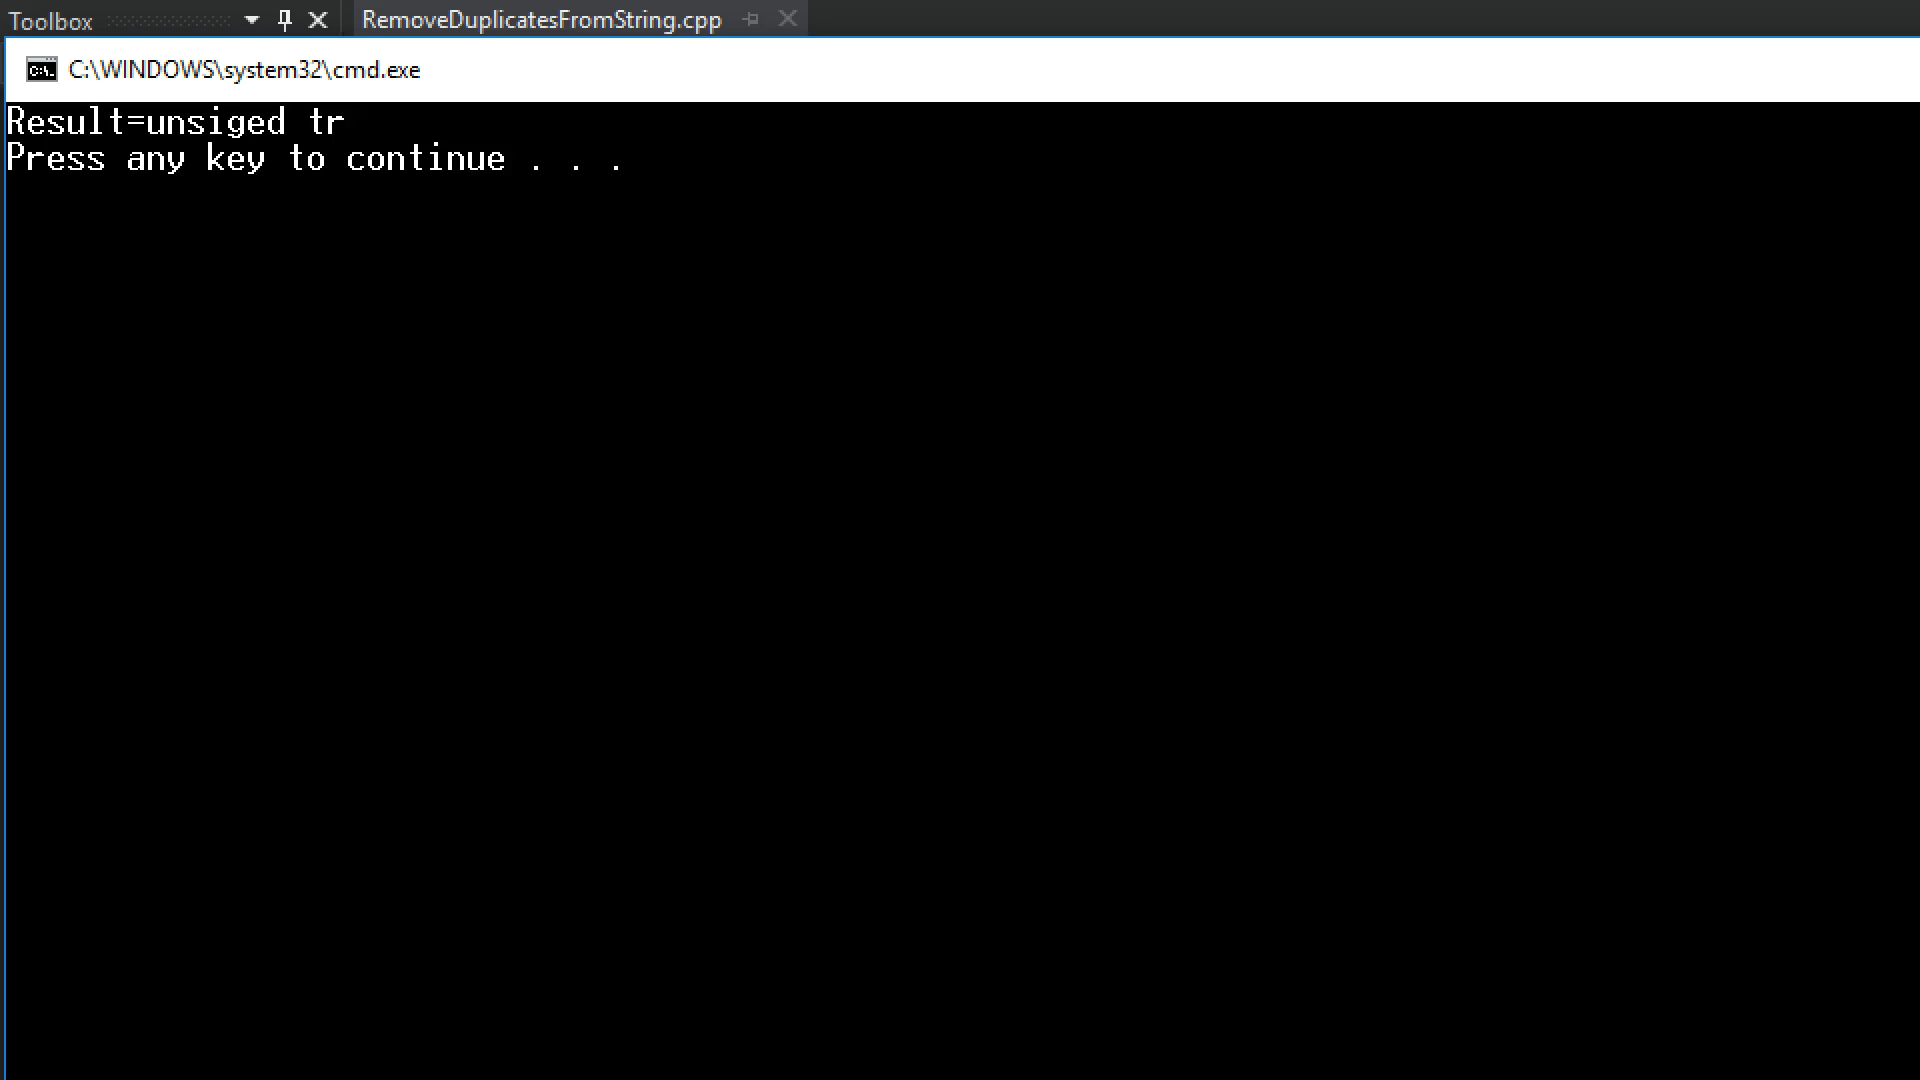 Toolbox
RemoveDuplicatesFromString.cpp
C:\WINDOWS\system32\cmd.exe
Result=unsiged tr
Press any key to continue . . .